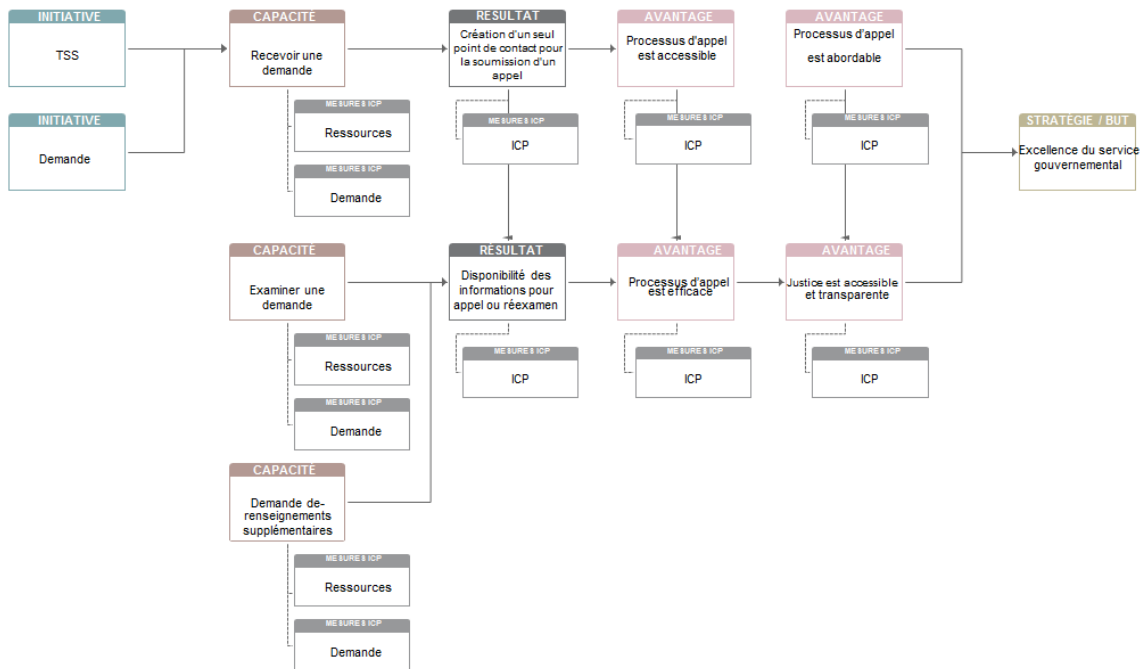 INITIATIVE
TSS
INITIATIVE
Demande
CAPACITÉ
Recevoir une
demande
MESURES ICP
Ressources
MESURES ICP
Demande
RÉSULTAT
Création d'un seul
point de contact pour
la soumission d'un
appel
MESURES ICP
ICP
AVANTAGE
Processus d'appel
est accessible
MESURES ICP
ICP
AVANTAGE
Processus d'appel
est abordable
MESURES ICP
ICP
STRATÉGIE / BUT
Excellence du service
gouvernemental
CAPACITÉ
Examiner une
demande
MESURES ICP
Ressources
MESURES ICP
Demande
RÉSULTAT
Disponibilité des
informations pour
appel ou réexamen
MESURES ICP
ICP
AVANTAGE
Processus d'appel
est efficace
MESURES ICP
ICP
AVANTAGE
Justice est accessible
et transparente
MESURES ICP
ICP
CAPACITÉ
Demande de-
renseignements
supplémentaires
MESURES ICP
Ressources
MESURES ICP
Demande